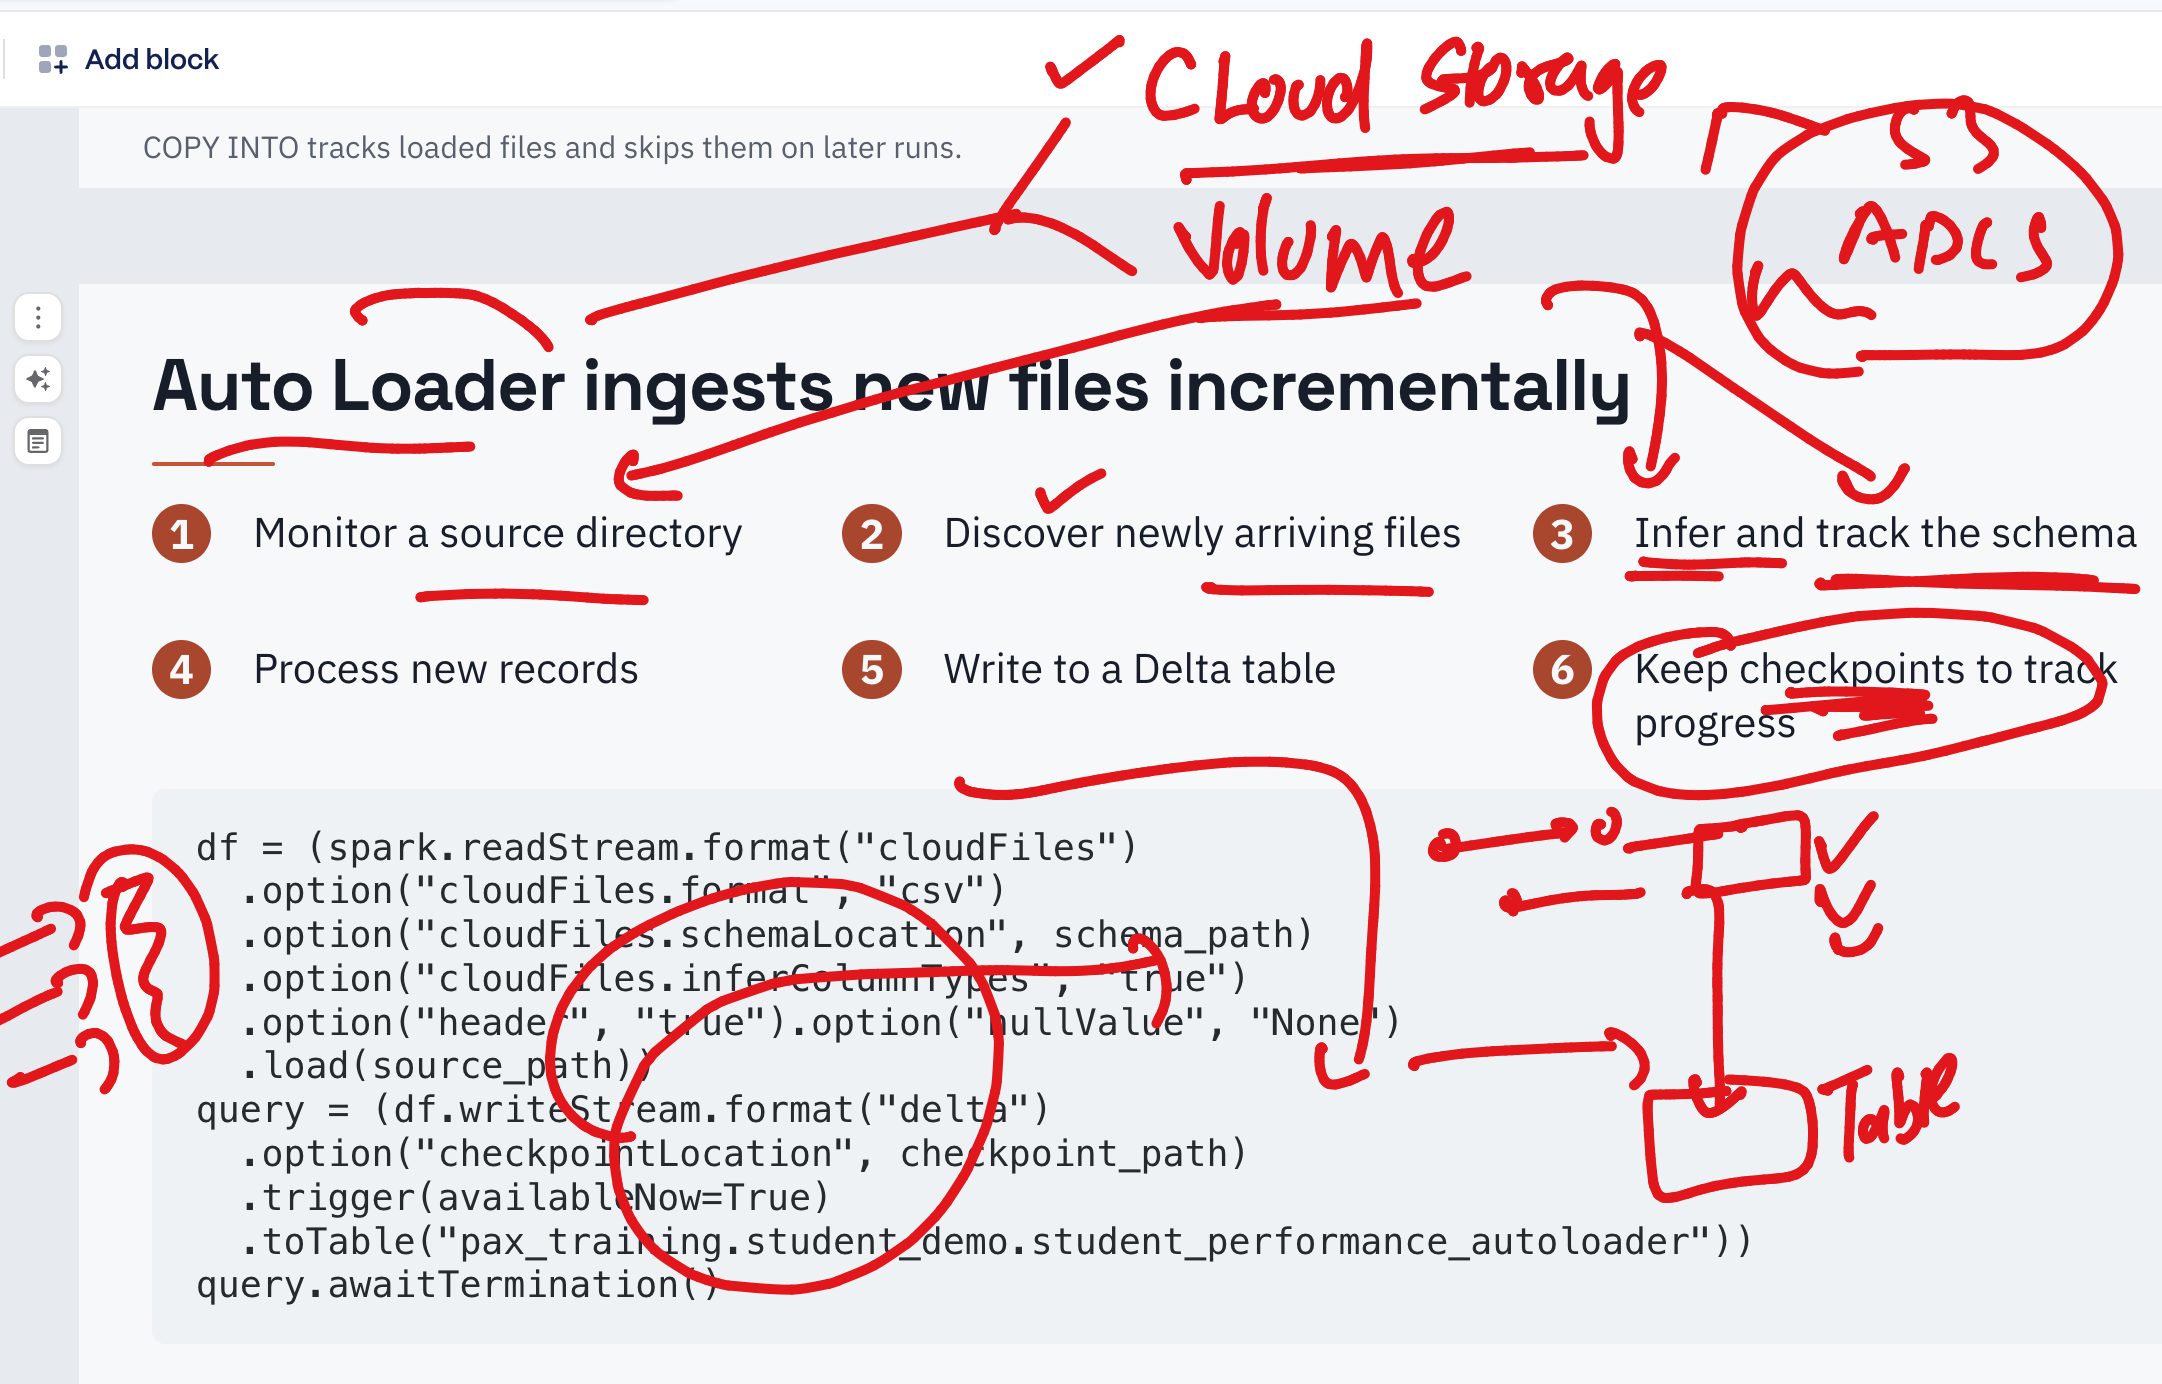 Add block
Cloud Storage
COPY INTO tracks loaded files and skips them on later runs.
Volume
ADLS
Auto Loader ingests new files incrementally
1 Monitor a source directory
2 Discover newly arriving files
3 Infer and track the schema
4 Process new records
5 Write to a Delta table
6 Keep checkpoints to track
progress
df = (spark.readStream.format("cloudFiles")
.option("cloudFiles.format", "csv")
.option("cloudFiles.schemaLocation", schema_path)
.option("cloudFiles.inferColumnTypes", "true")
.option("header", "true").option("nullValue", "None")
.load(source_path))
query = (df.writeStream.format("delta")
.option("checkpointLocation", checkpoint_path)
.trigger(availableNow=True)
.toTable("pax_training.student_demo.student_performance_autoloader"))
query.awaitTermination()
Table